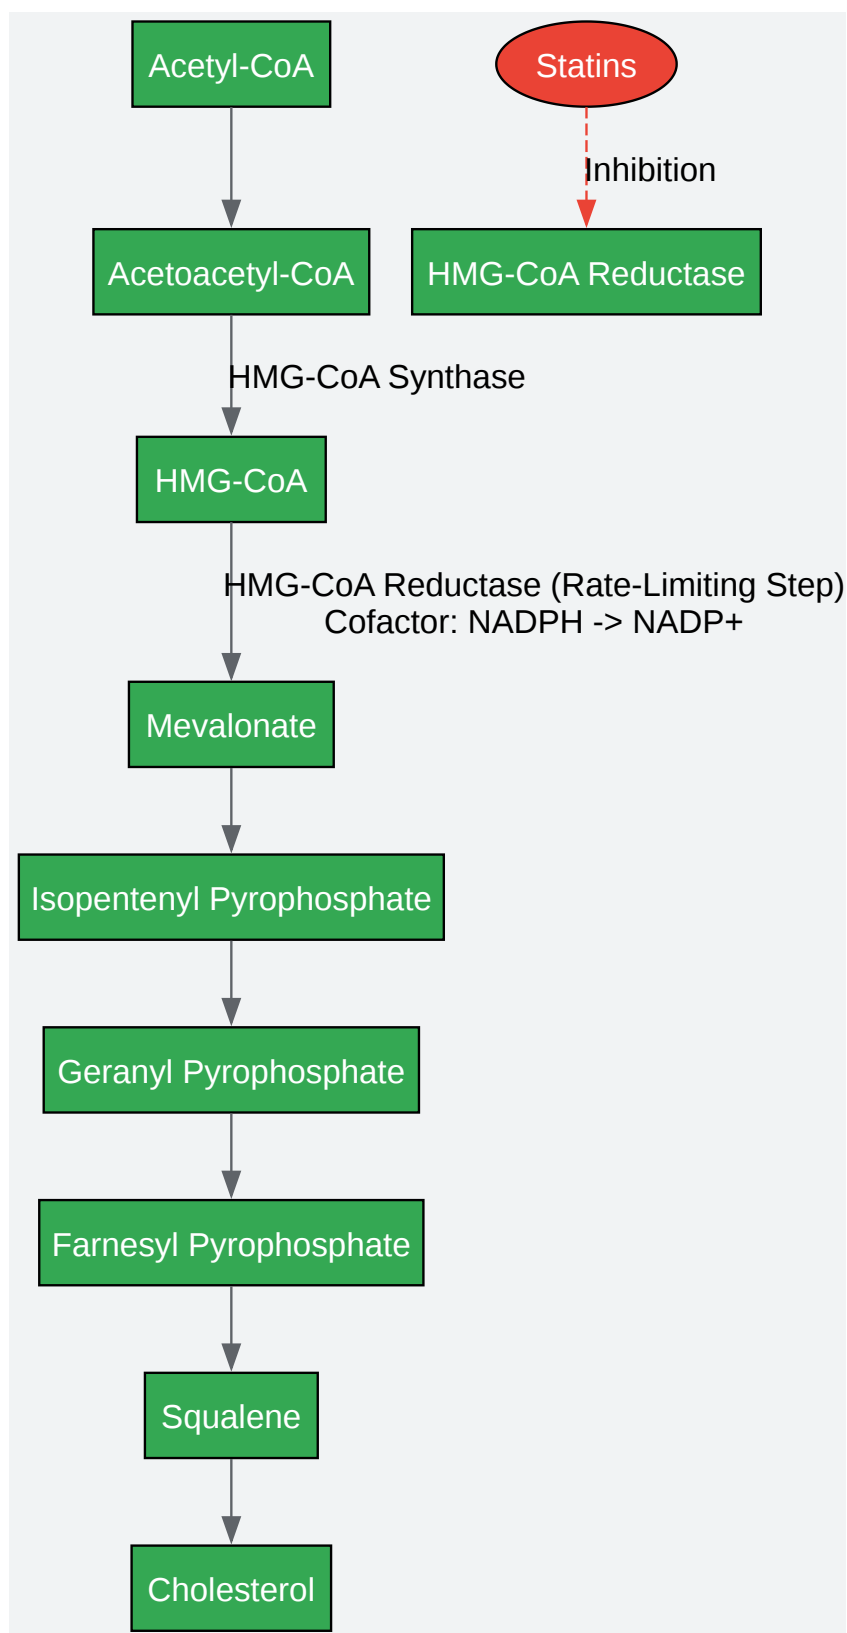 Acetyl-CoA
Statins
Inhibition
Acetoacetyl-CoA
HMG-CoA Reductase
HMG-CoA Synthase
HMG-CoA
HMG-CoA Reductase (Rate-Limiting Step)
Cofactor: NADPH -> NADP+
Mevalonate
Isopentenyl Pyrophosphate
Geranyl Pyrophosphate
Farnesyl Pyrophosphate
Squalene
Cholesterol